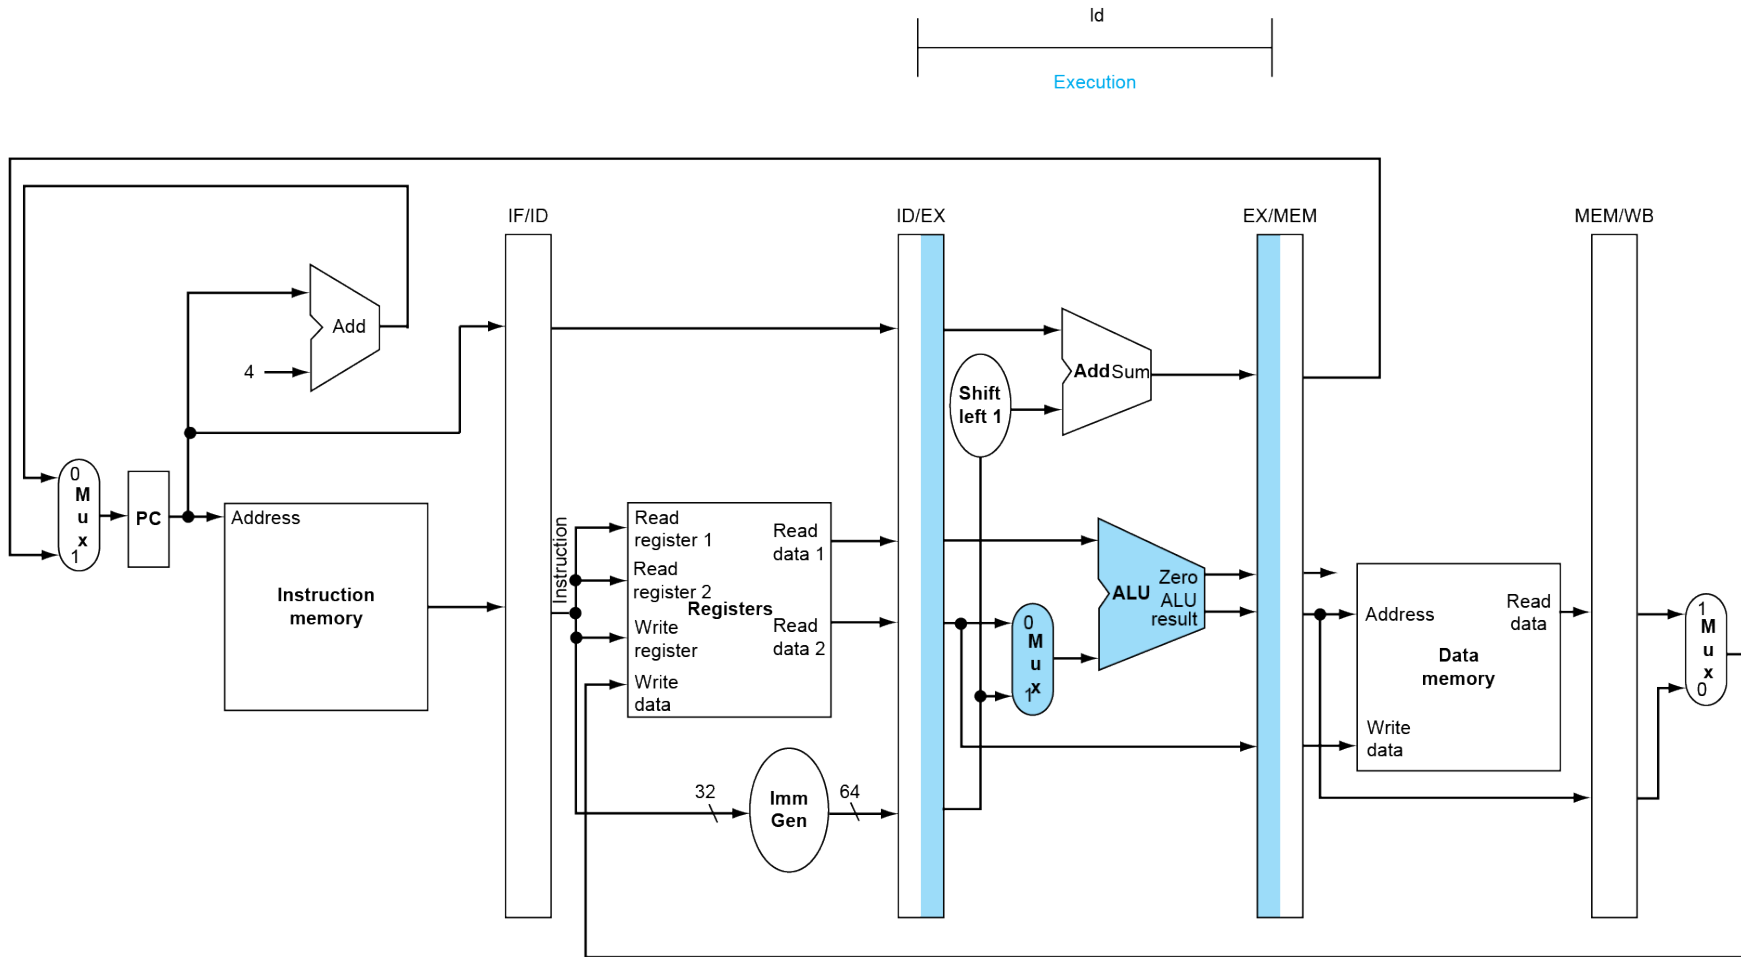 ld
Execution
IF/ID
ID/EX
EX/MEM
MEM/WB
Add
4
Add Sum
Shift
left 1
0
M
u
x
1
PC
Address
Instruction
memory
Instruction
Read
register 1
Read
register 2
Write
register
Write
data
Registers
Read
data 1
Read
data 2
32
Imm
Gen
64
0
M
u
x
1
ALU
Zero
ALU
result
Address
Read
data
Data
memory
Write
data
1
M
u
x
0